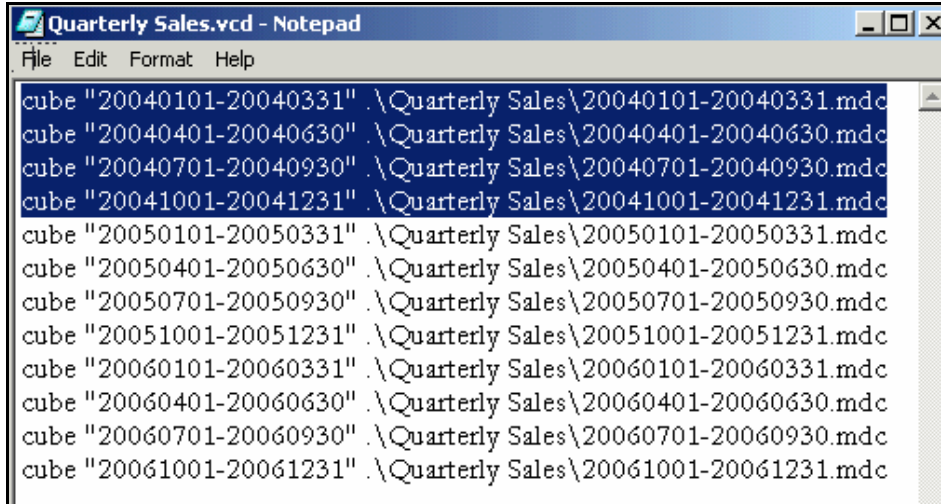 Quarterly Sales.vcd - Notepad
File Edit Format Help
cube "20040101-20040331" .\Quarterly Sales\20040101-20040331.mdc
cube "20040401-20040630" .\Quarterly Sales\20040401-20040630.mdc
cube "20040701-20040930" .\Quarterly Sales\20040701-20040930.mdc
cube "20041001-20041231" .\Quarterly Sales\20041001-20041231.mdc
cube "20050101-20050331" .\Quarterly Sales\20050101-20050331.mdc
cube "20050401-20050630" .\Quarterly Sales\20050401-20050630.mdc
cube "20050701-20050930" .\Quarterly Sales\20050701-20050930.mdc
cube "20051001-20051231" .\Quarterly Sales\20051001-20051231.mdc
cube "20060101-20060331" .\Quarterly Sales\20060101-20060331.mdc
cube "20060401-20060630" .\Quarterly Sales\20060401-20060630.mdc
cube "20060701-20060930" .\Quarterly Sales\20060701-20060930.mdc
cube "20061001-20061231" .\Quarterly Sales\20061001-20061231.mdc